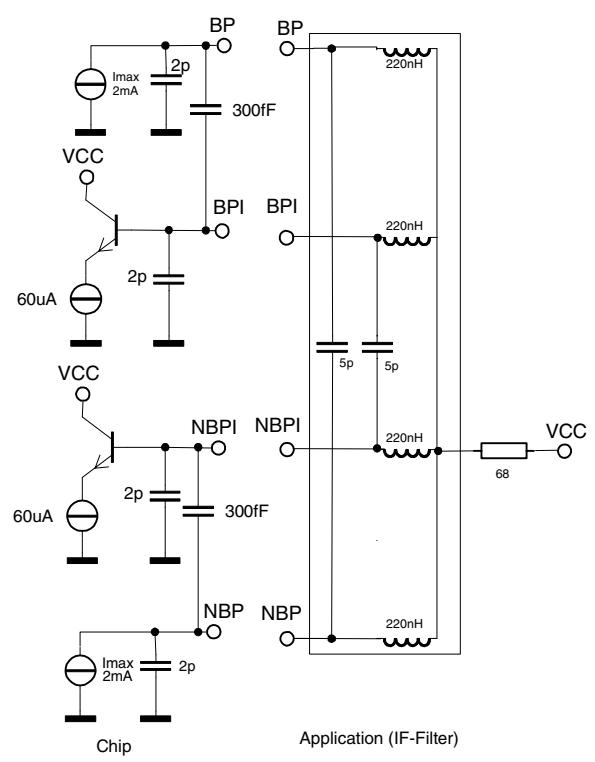 BP
2p
Imax
2mA
300fF
VCC
BPI
2p
60uA
VCC
NBPI
2p
300fF
60uA
NBP
Imax
2mA
2p
Chip
BP
220nH
BPI
220nH
5p
5p
NBPI
220nH
VCC
68
NBP
220nH
Application (IF-Filter)